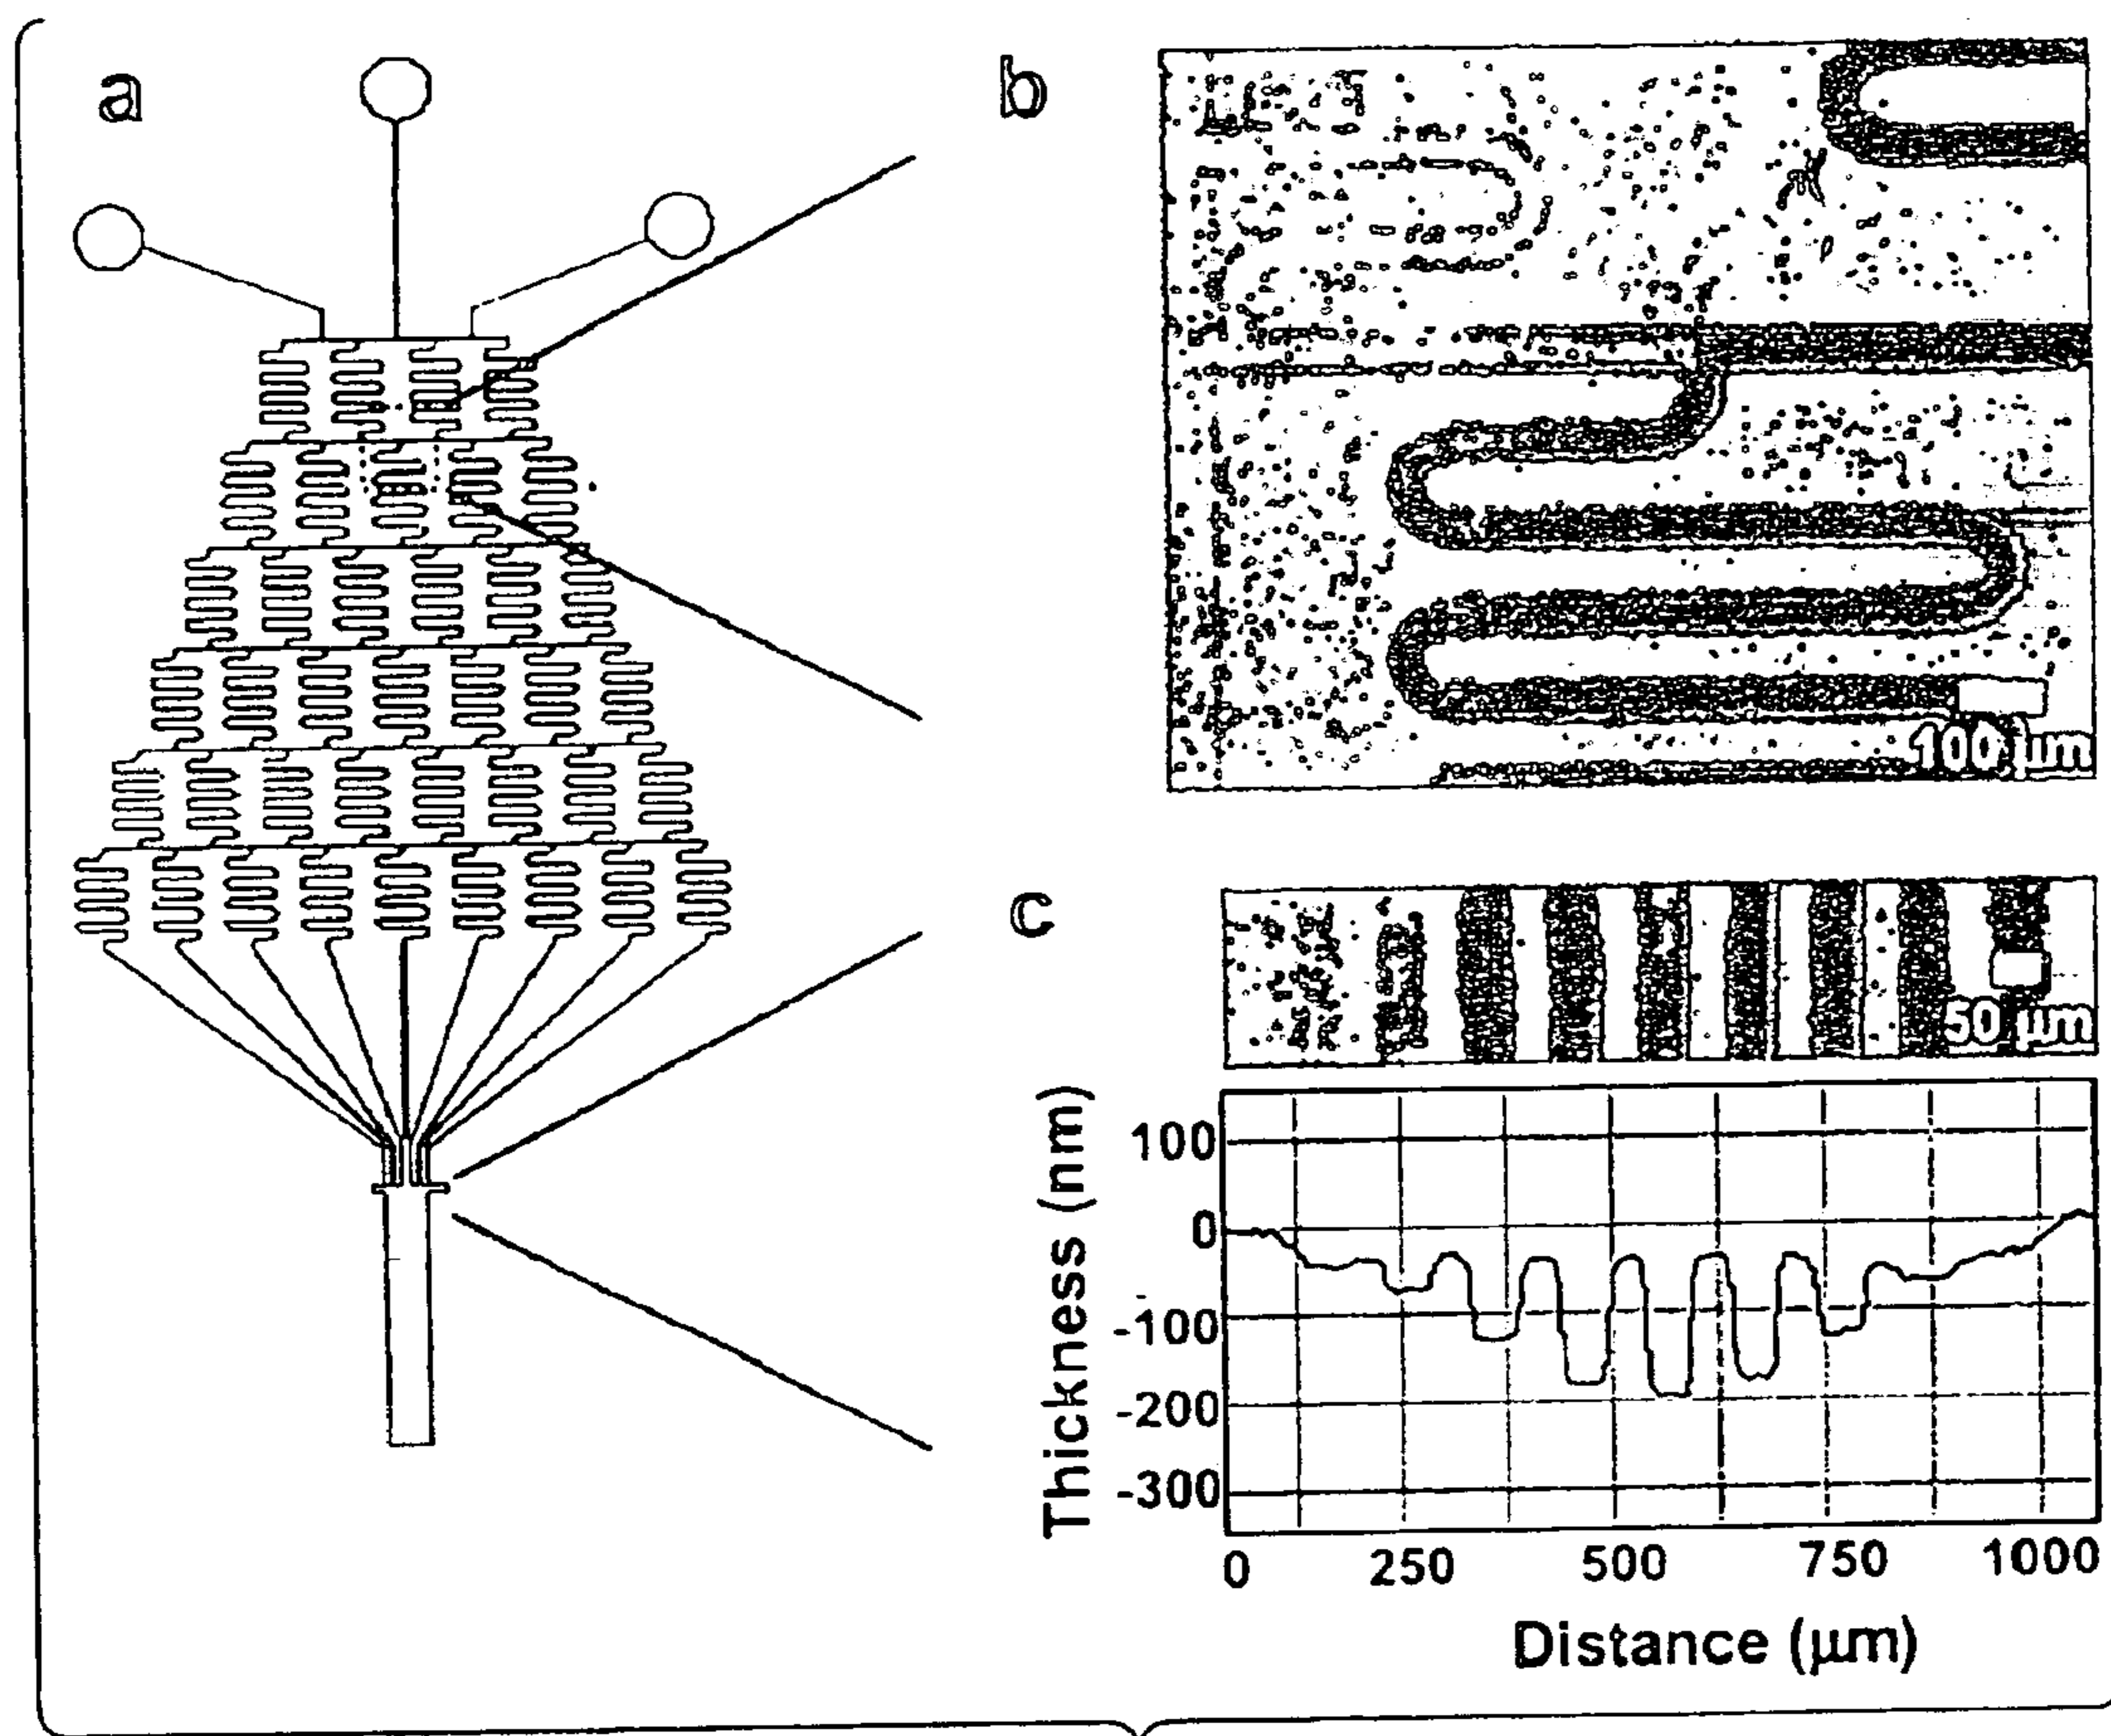 a
b
100 μm
c
50 μm
Thickness (nm)
100
0
-100
-200
-300
0 250 500 750 1000
Distance (μm)